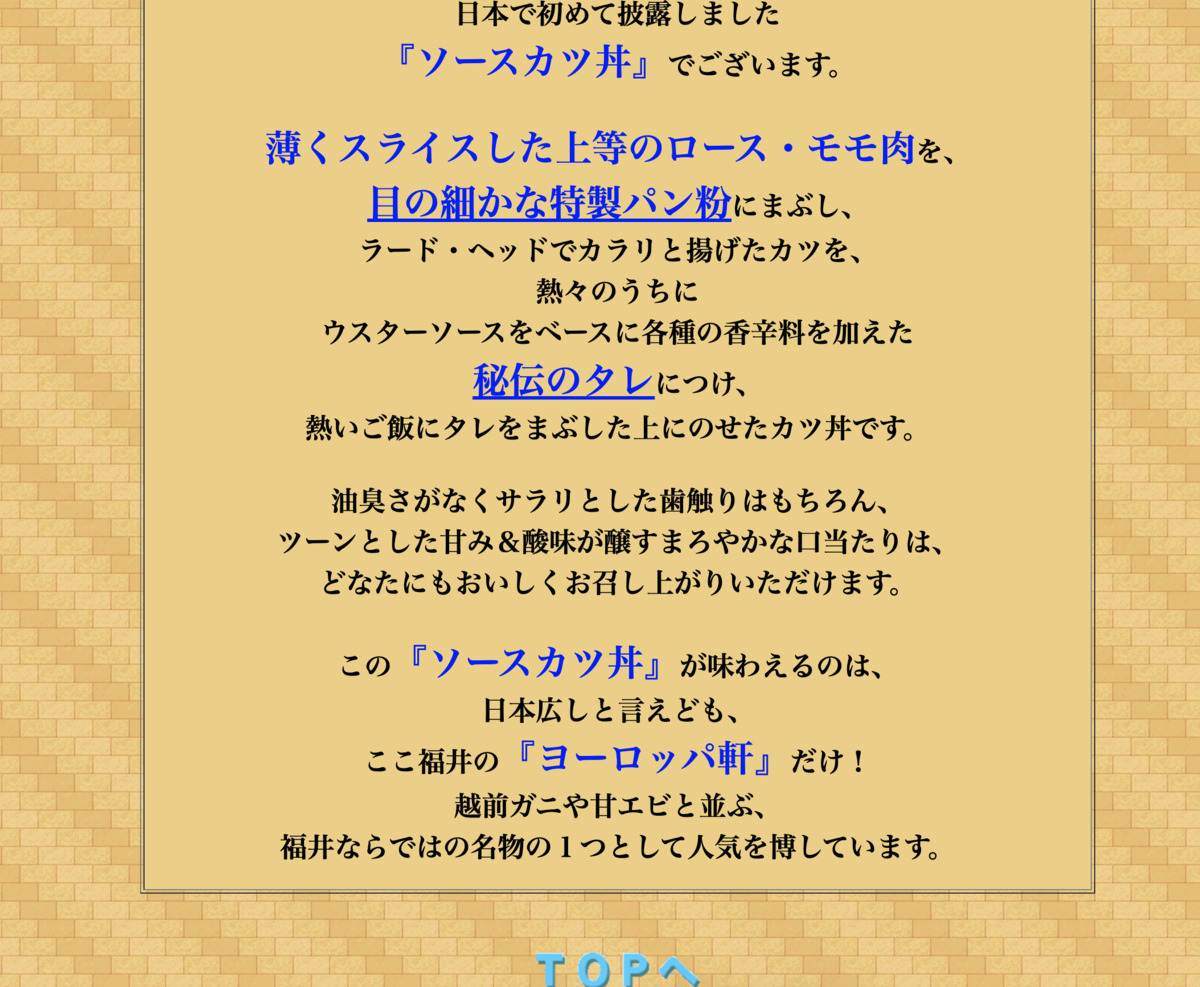 日本で初めて披露しました
『ソースカツ丼』でございます。
薄くスライスした上等のロース・モモ肉を、
目の細かな特製パン粉にまぶし、
ラード・ヘッドでカラリと揚げたカツを、
熱々のうちに
ウスターソースをベースに各種の香辛料を加えた
秘伝のタレにつけ、
熱いご飯にタレをまぶした上にのせたカツ丼です。
油臭さがなくサラリとした歯触りはもちろん、
ツーンとした甘み＆酸味が醸すまろやかな口当たりは、
どなたにもおいしくお召し上がりいただけます。
この『ソースカツ丼』が味わえるのは、
日本広しと言えども、
ここ福井の『ヨーロッパ軒』だけ！
越前ガニや甘エビと並ぶ、
福井ならではの名物の１つとして人気を博しています。
ＴＯＰへ